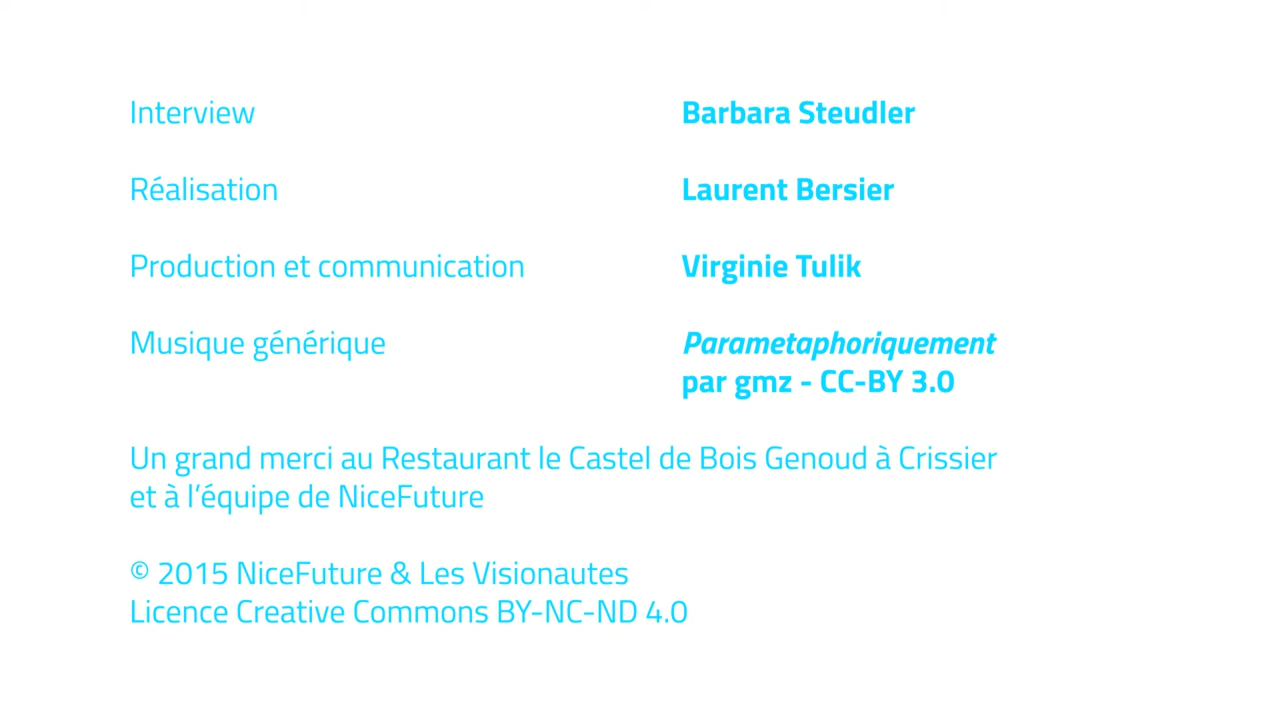 Interview Barbara Steudler
Réalisation Laurent Bersier
Production et communication Virginie Tulik
Musique générique Parametaphoriquement
par gmz - CC-BY 3.0
Un grand merci au Restaurant le Castel de Bois Genoud à Crissier
et à l’équipe de NiceFuture
© 2015 NiceFuture & Les Visionautes
Licence Creative Commons BY-NC-ND 4.0